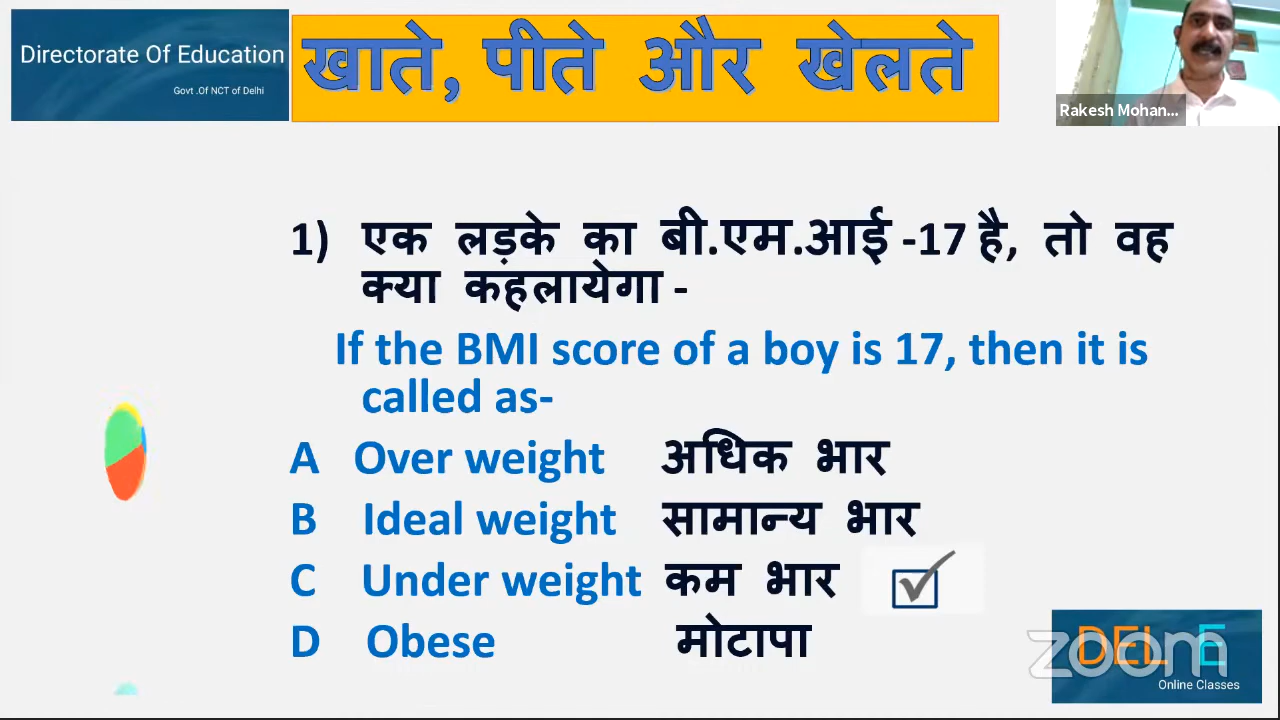 Directorate Of Education
Govt .Of NCT of Delhi
खाते, पीते और खेलते
Rakesh Mohan...
1) एक लड़के का बी.एम.आई -17 है, तो वह
क्या कहलायेगा -
If the BMI score of a boy is 17, then it is
called as-
A Over weight अधिक भार
B Ideal weight सामान्य भार
C Under weight कम भार
D Obese मोटापा
zoom
Online Classes